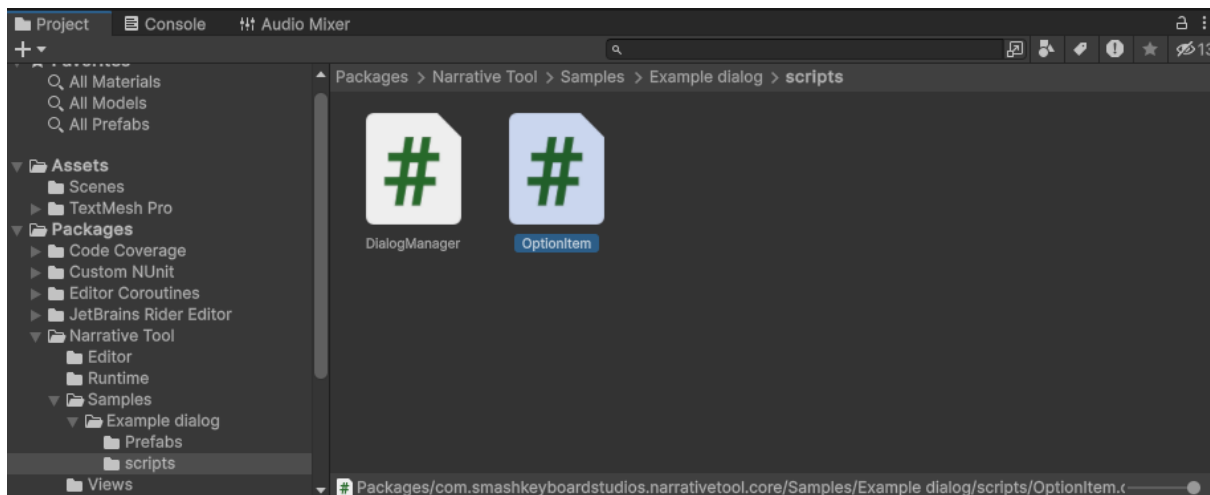 Project
Console
Audio Mixer
13
Favorites
All Materials
All Models
All Prefabs
Assets
Scenes
TextMesh Pro
Packages
Code Coverage
Custom NUnit
Editor Coroutines
JetBrains Rider Editor
Narrative Tool
Editor
Runtime
Samples
Example dialog
Prefabs
scripts
Views
Packages > Narrative Tool > Samples > Example dialog > scripts
DialogManager
OptionItem
Packages/com.smashkeyboardstudios.narrativetool.core/Samples/Example dialog/scripts/OptionItem.c